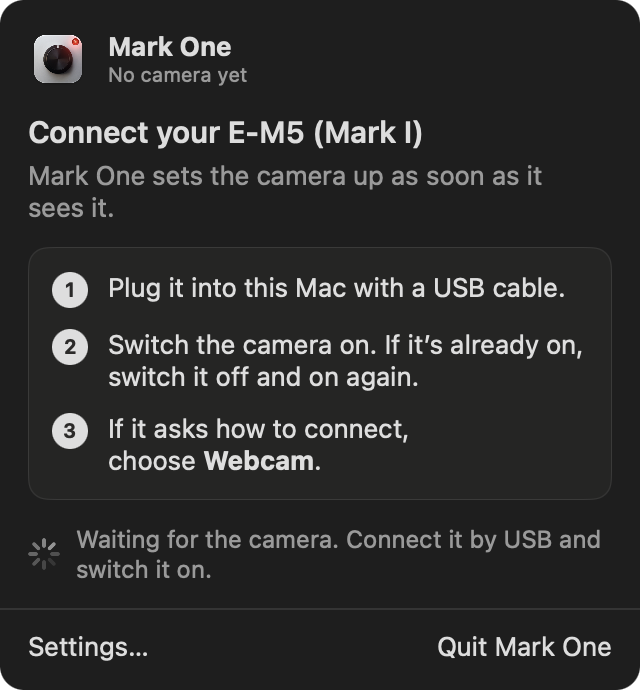 Mark One
No camera yet
Connect your E-M5 (Mark I)
Mark One sets the camera up as soon as it
sees it.
1 Plug it into this Mac with a USB cable.
2 Switch the camera on. If it’s already on,
switch it off and on again.
3 If it asks how to connect,
choose Webcam.
Waiting for the camera. Connect it by USB and
switch it on.
Settings...
Quit Mark One